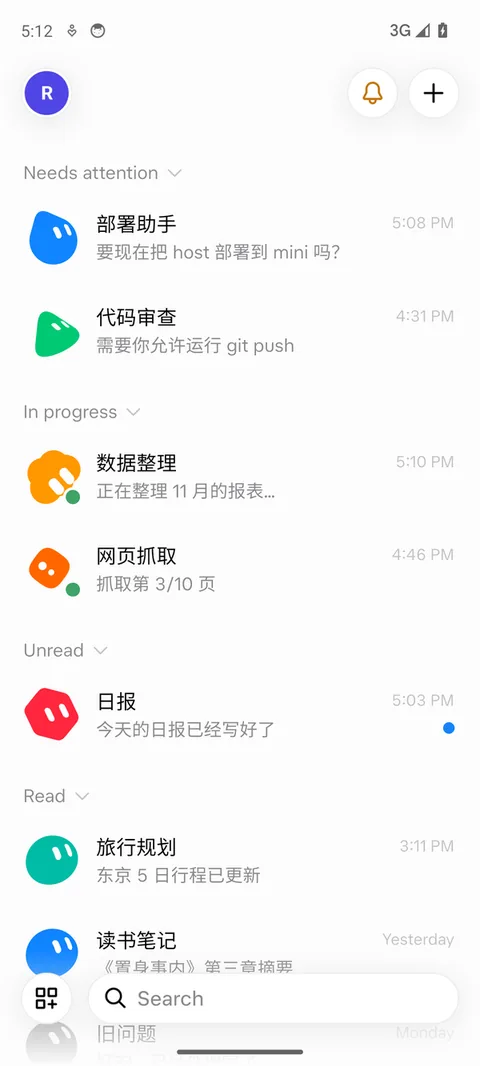 5:12
3G
R
Needs attention
部署助手
5:08 PM
要现在把 host 部署到 mini 吗？
代码审查
4:31 PM
需要你允许运行 git push
In progress
数据整理
5:10 PM
正在整理 11 月的报表...
网页抓取
4:46 PM
抓取第 3/10 页
Unread
日报
5:03 PM
今天的日报已经写好了
Read
旅行规划
3:11 PM
东京 5 日行程已更新
读书笔记
Yesterday
《置身事内》第三章摘要
Search
旧问题
Monday